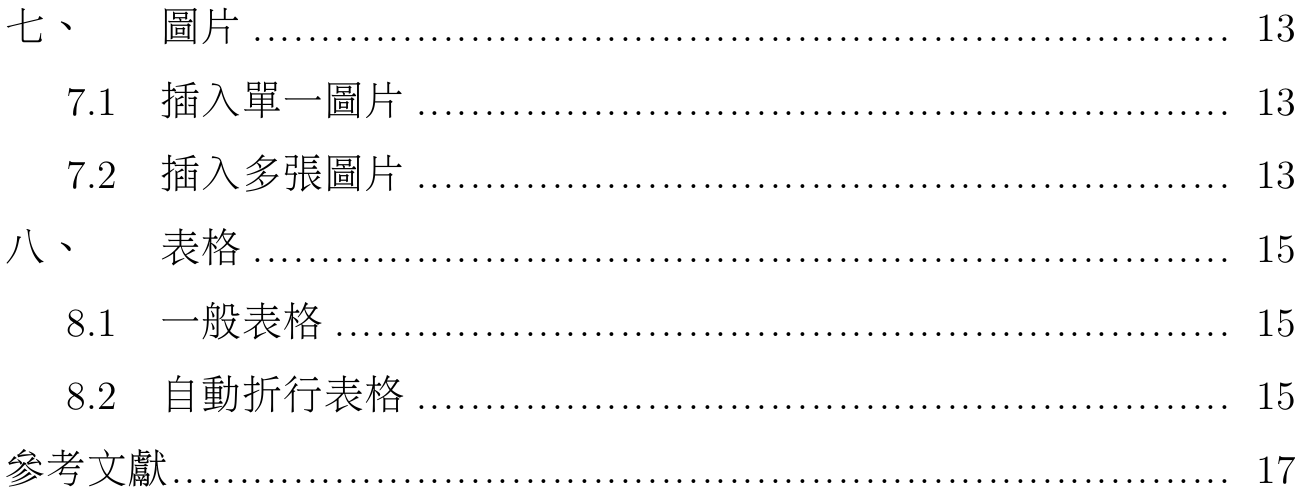 七、 圖片 ........................................................................ 13
7.1 插入單一圖片 ............................................................ 13
7.2 插入多張圖片 ............................................................ 13
八、 表格 ........................................................................ 15
8.1 一般表格 .................................................................. 15
8.2 自動折行表格 ............................................................ 15
參考文獻.............................................................................. 17